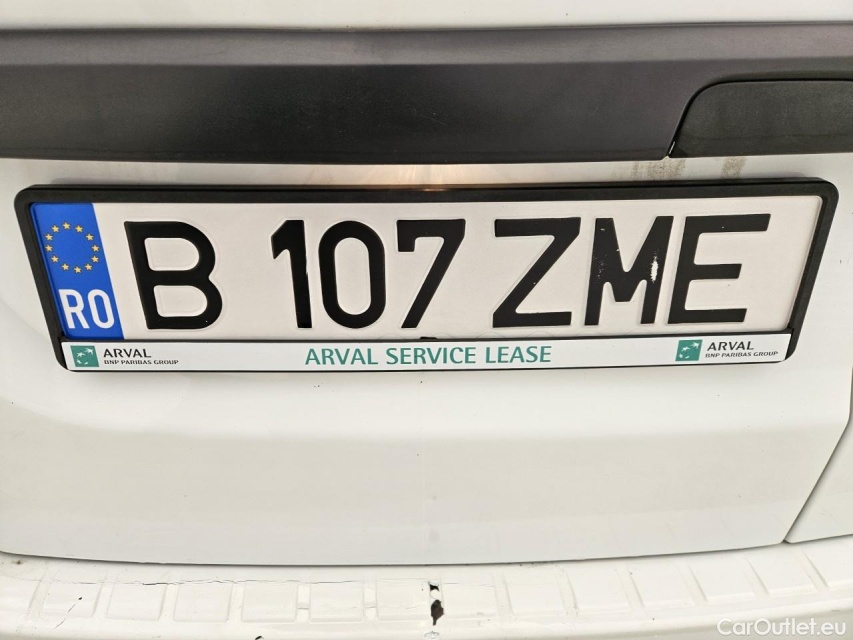 RO B 107 ZME
ARVAL
BNP PARIBAS GROUP
ARVAL SERVICE LEASE
ARVAL
BNP PARIBAS GROUP
CarOutlet.eu